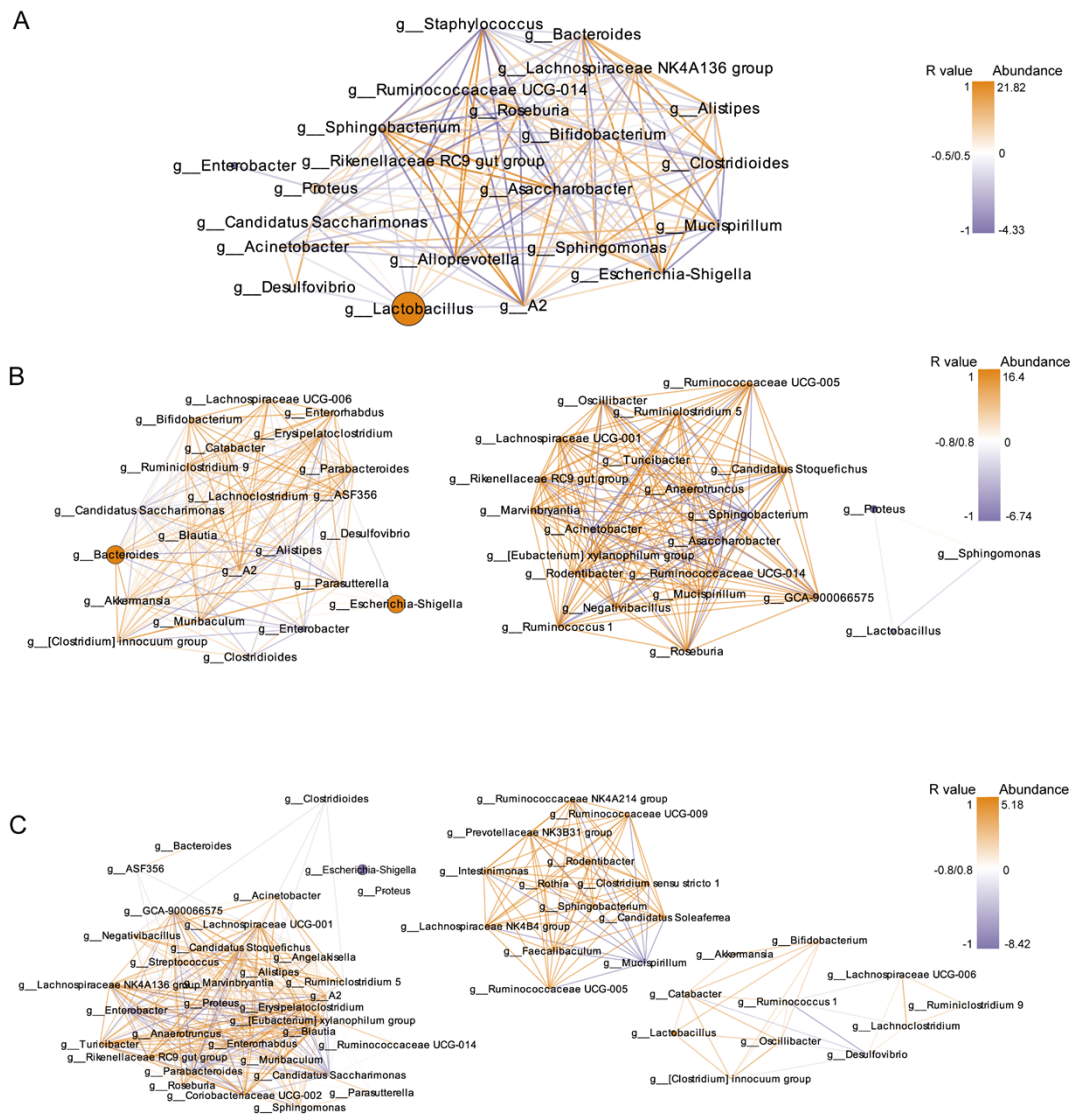 A
g__Staphylococcus
g__Bacteroides
g__Lachnospiraceae NK4A136 group
g__Ruminococcaceae UCG-014
g__Roseburia
g__Alistipes
g__Sphingobacterium
g__Bifidobacterium
g__Enterobacter
g__Rikenellaceae RC9 gut group
g__Clostridioides
g__Proteus
g__Asaccharobacter
g__Candidatus Saccharimonas
g__Mucispirillum
g__Acinetobacter
g__Sphingomonas
g__Alloprevotella
g__Escherichia-Shigella
g__Desulfovibrio
g__Lactobacillus
g__A2
R value Abundance
1 21.82
-0.5/0.5 0
-1 -4.33
B
g__Lachnospiraceae UCG-006
g__Enterorhabdus
g__Bifidobacterium
g__Erysipelatoclostridium
g__Catabacter
g__Ruminiclostridium 9
g__Parabacteroides
g__Lachnoclostridium
g__ASF356
g__Candidatus Saccharimonas
g__Blautia
g__Desulfovibrio
g__Bacteroides
g__Alistipes
g__A2
g__Parasutterella
g__Akkermansia
g__Escherichia-Shigella
g__Muribaculum
g__Enterobacter
g__[Clostridium] innocuum group
g__Clostridioides
g__Ruminococcaceae UCG-005
g__Oscillibacter
g__Ruminiclostridium 5
g__Lachnospiraceae UCG-001
g__Turicibacter
g__Candidatus Stoquefichus
g__Rikenellaceae RC9 gut group
g__Anaerotruncus
g__Marvinbryantia
g__Sphingobacterium
g__Acinetobacter
g__Asaccharobacter
g__[Eubacterium] xylanophilum group
g__Rodentibacter
g__Ruminococcaceae UCG-014
g__Mucispirillum
g__GCA-900066575
g__Negativibacillus
g__Ruminococcus 1
g__Roseburia
g__Proteus
g__Sphingomonas
g__Lactobacillus
R value Abundance
1 16.4
-0.8/0.8 0
-1 -6.74
C
g__Clostridioides
g__Bacteroides
g__ASF356
g__Escherichia-Shigella
g__Proteus
g__Acinetobacter
g__GCA-900066575
g__Lachnospiraceae UCG-001
g__Negativibacillus
g__Candidatus Stoquefichus
g__Angelakisella
g__Streptococcus
g__Alistipes
g__Lachnospiraceae NK4A136 group
g__Marvinbryantia
g__Ruminiclostridium 5
g__A2
g__Proteus
g__Enterobacter
g__Erysipelatoclostridium
g__[Eubacterium] xylanophilum group
g__Anaerotruncus
g__Blautia
g__Turicibacter
g__Enterorhabdus
g__Ruminococcaceae UCG-014
g__Rikenellaceae RC9 gut group
g__Muribaculum
g__Parabacteroides
g__Candidatus Saccharimonas
g__Roseburia
g__Coriobacteriaceae UCG-002
g__Parasutterella
g__Sphingomonas
g__Ruminococcaceae NK4A214 group
g__Ruminococcaceae UCG-009
g__Prevotellaceae NK3B31 group
g__Rodentibacter
g__Intestinimonas
g__Rothia
g__Clostridium sensu stricto 1
g__Sphingobacterium
g__Candidatus Soleaferrea
g__Lachnospiraceae NK4B4 group
g__Faecalibaculum
g__Mucispirillum
g__Ruminococcaceae UCG-005
g__Bifidobacterium
g__Akkermansia
g__Lachnospiraceae UCG-006
g__Catabacter
g__Ruminococcus 1
g__Ruminiclostridium 9
g__Lachnoclostridium
g__Lactobacillus
g__Oscillibacter
g__Desulfovibrio
g__[Clostridium] innocuum group
R value Abundance
1 5.18
-0.8/0.8 0
-1 -8.42